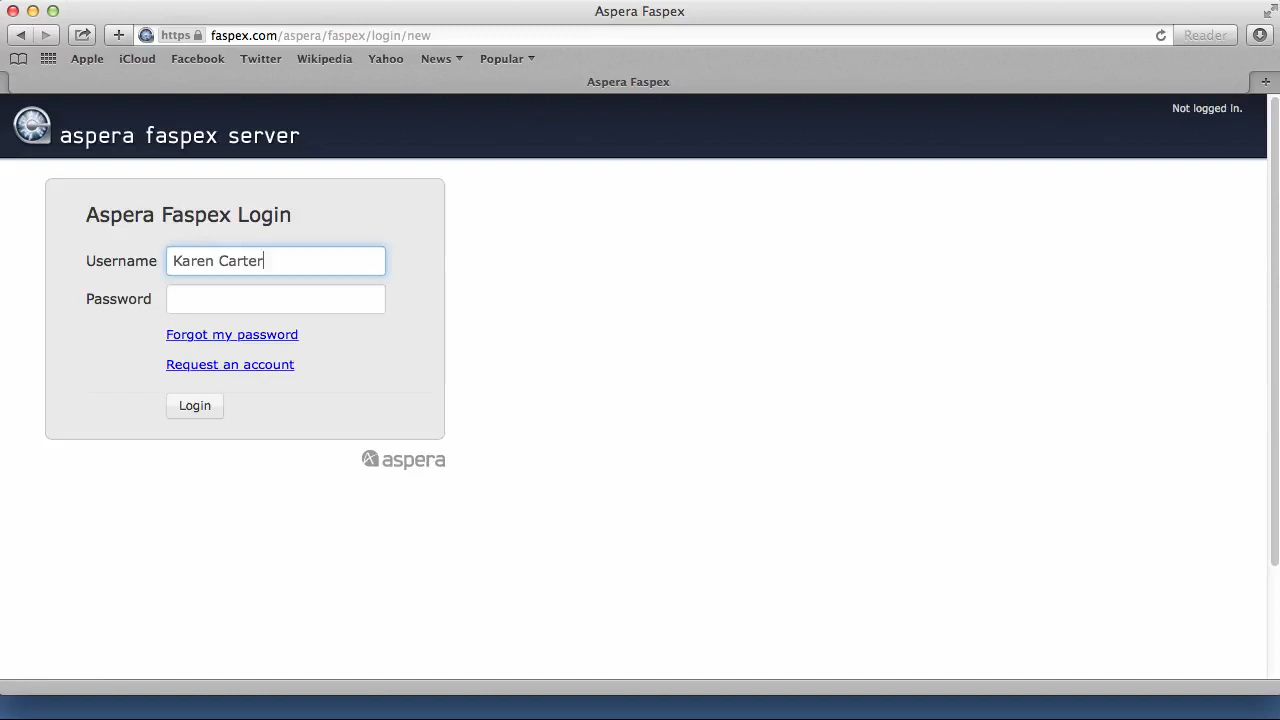 Aspera Faspex
https faspex.com/aspera/faspex/login/new
Reader
Apple iCloud Facebook Twitter Wikipedia Yahoo News Popular
Aspera Faspex
Not logged in.
aspera faspex server
Aspera Faspex Login
Username Karen Carter
Password
Forgot my password
Request an account
Login
aspera